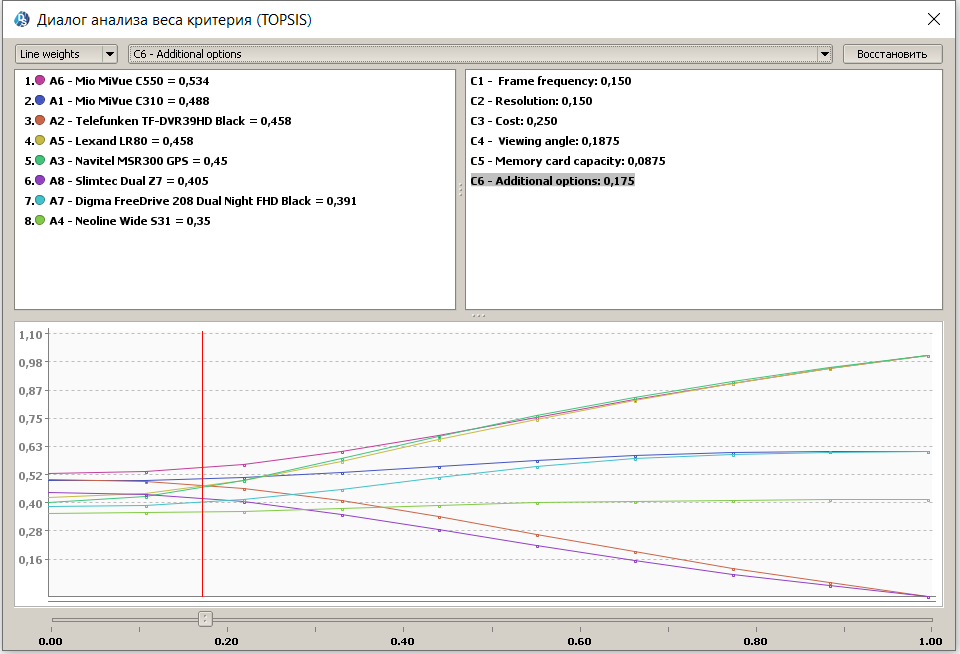 Диалог анализа веса критерия (TOPSIS)
Line weights
C6 - Additional options
Восстановить
1. A6 - Mio MiVue C550 = 0,534
2. A1 - Mio MiVue C310 = 0,488
3. A2 - Telefunken TF-DVR39HD Black = 0,458
4. A5 - Lexand LR80 = 0,458
5. A3 - Navitel MSR300 GPS = 0,45
6. A8 - Slimtec Dual Z7 = 0,405
7. A7 - Digma FreeDrive 208 Dual Night FHD Black = 0,391
8. A4 - Neoline Wide S31 = 0,35
C1 - Frame frequency: 0,150
C2 - Resolution: 0,150
C3 - Cost: 0,250
C4 - Viewing angle: 0,1875
C5 - Memory card capacity: 0,0875
C6 - Additional options: 0,175
1,10
0,98
0,87
0,75
0,63
0,52
0,40
0,28
0,16
0.00 0.20 0.40 0.60 0.80 1.00